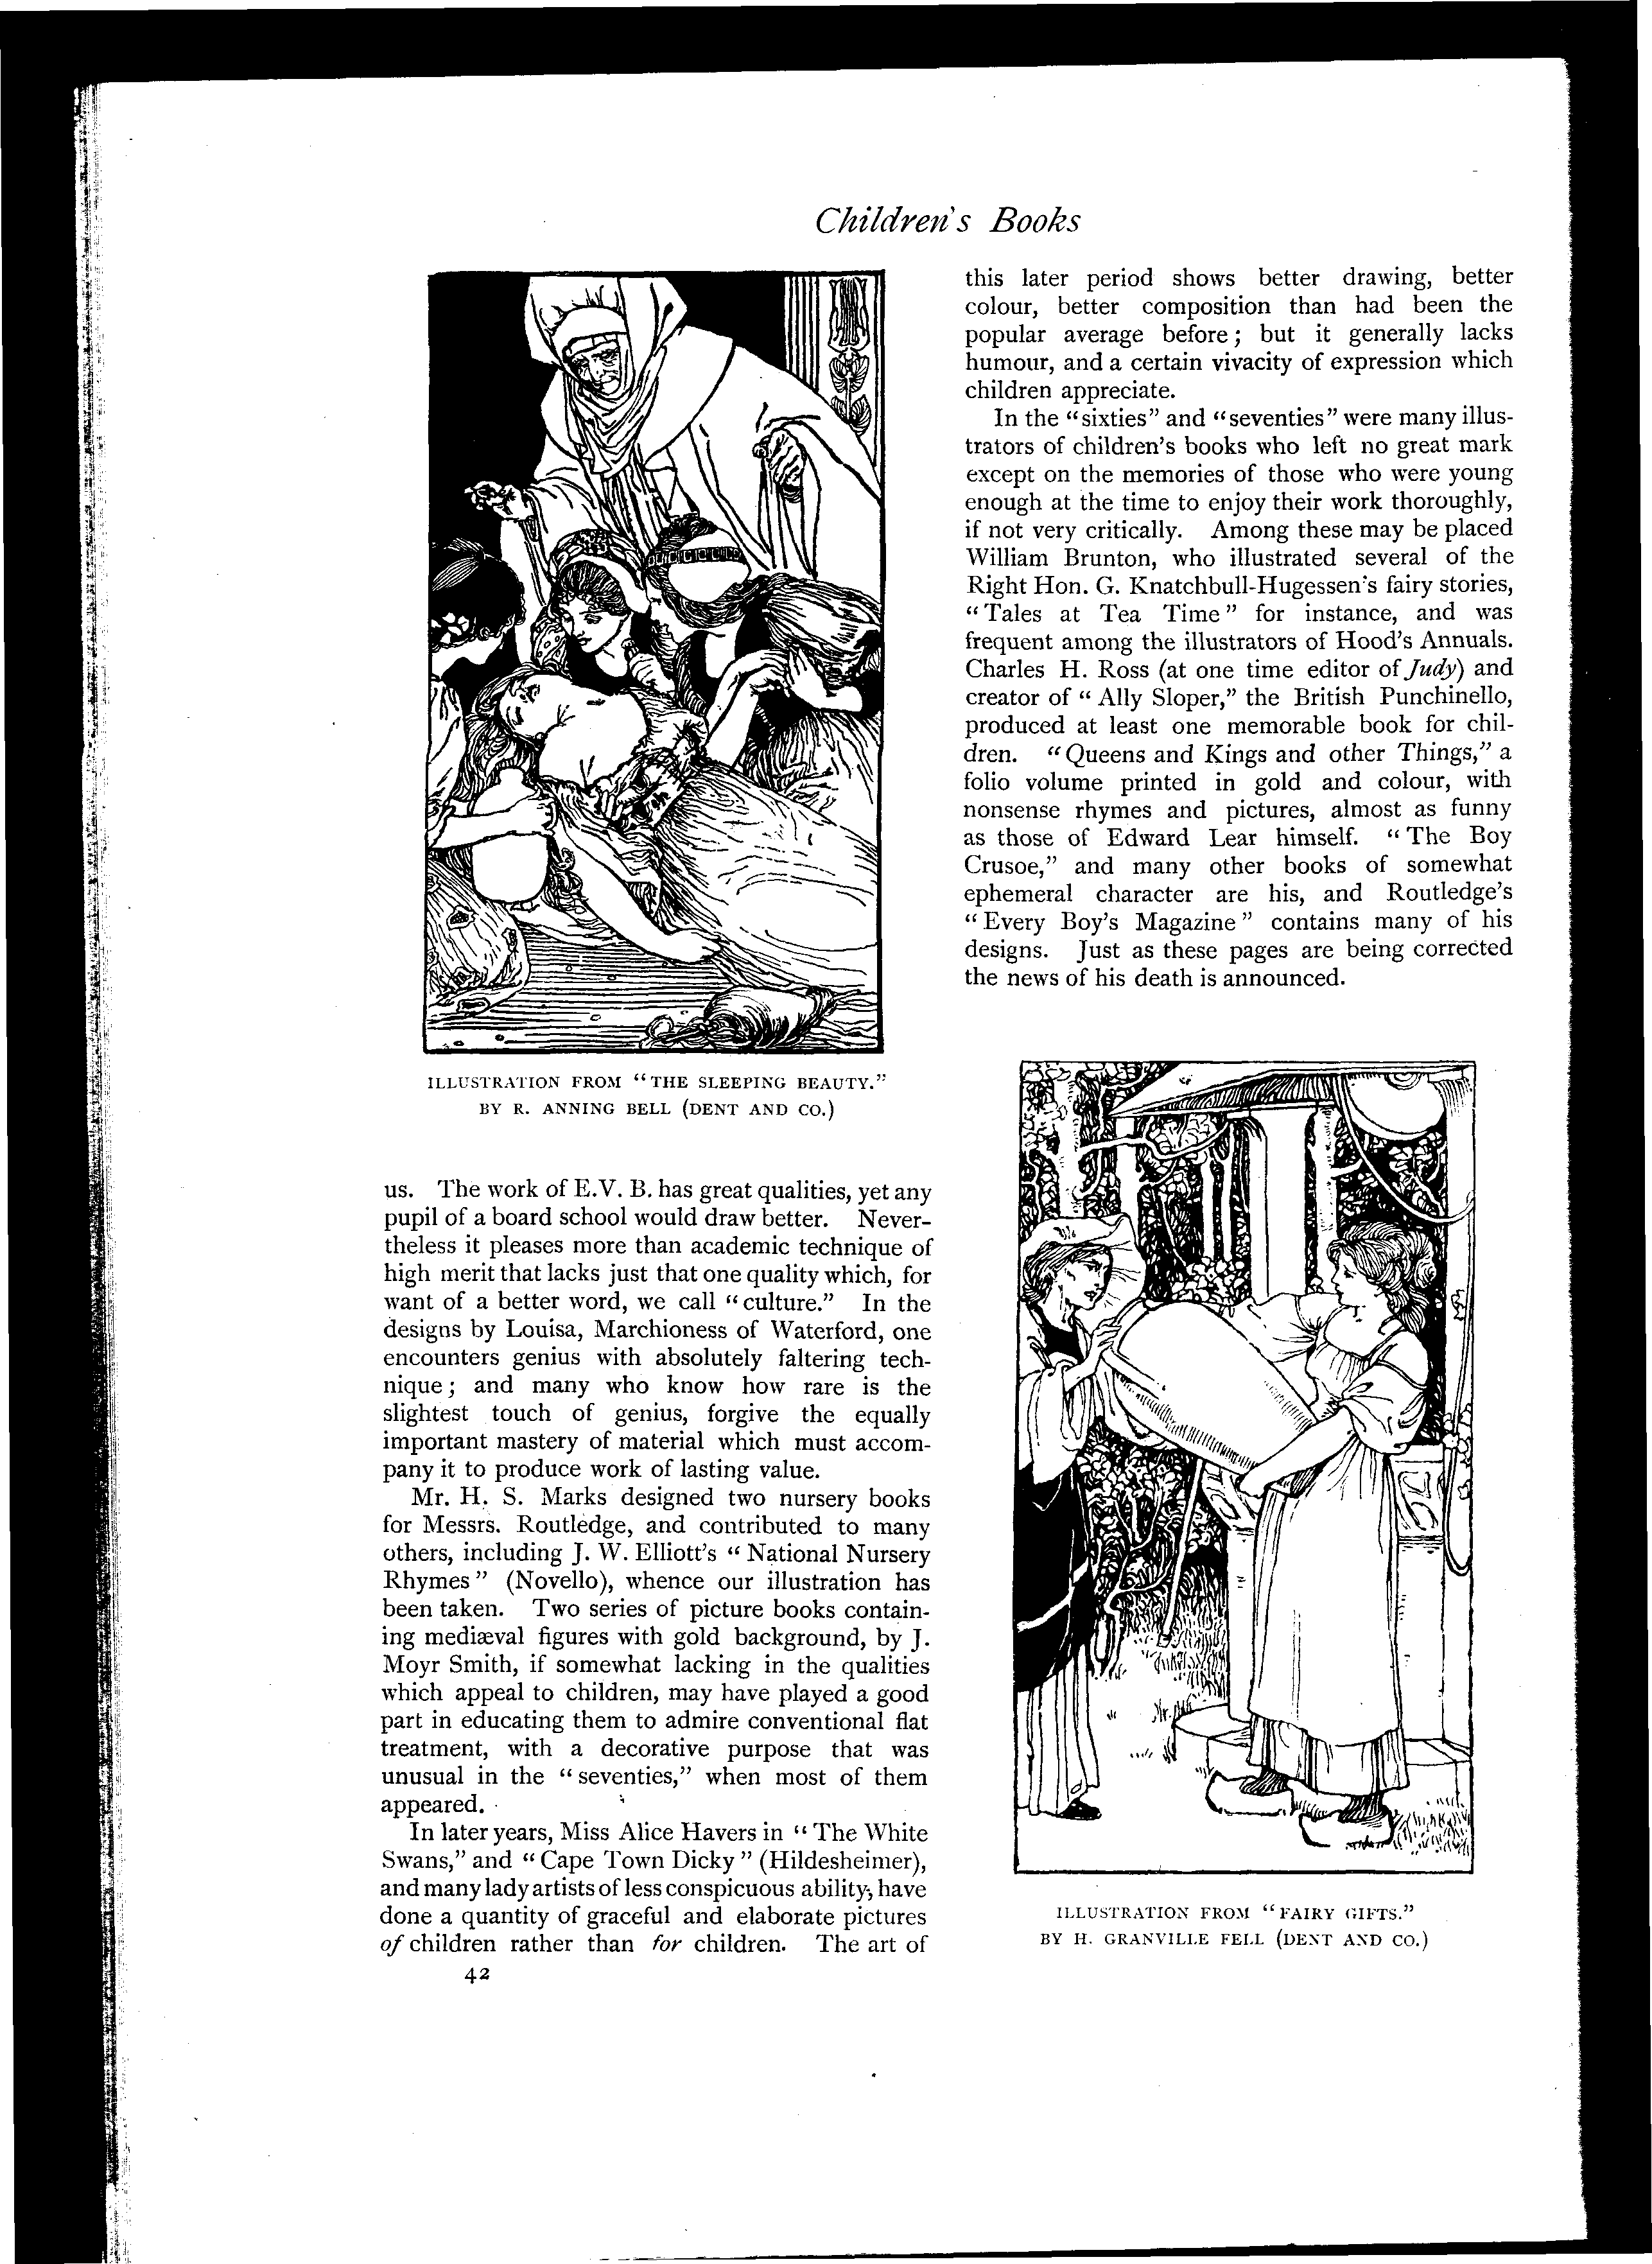 Children's Books
ILLUSTRATION FROM "THE SLEEPING BEAUTY."
BY R. ANNING BELL (DENT AND CO.)
us. The work of E.V. B. has great qualities, yet any
pupil of a board school would draw better. Never-
theless it pleases more than academic technique of
high merit that lacks just that one quality which, for
want of a better word, we call "culture." In the
designs by Louisa, Marchioness of Waterford, one
encounters genius with absolutely faltering tech-
nique; and many who know how rare is the
slightest touch of genius, forgive the equally
important mastery of material which must accom-
pany it to produce work of lasting value.
Mr. H. S. Marks designed two nursery books
for Messrs. Routledge, and contributed to many
others, including J. W. Elliott's "National Nursery
Rhymes" (Novello), whence our illustration has
been taken. Two series of picture books contain-
ing mediæval figures with gold background, by J.
Moyr Smith, if somewhat lacking in the qualities
which appeal to children, may have played a good
part in educating them to admire conventional flat
treatment, with a decorative purpose that was
unusual in the "seventies," when most of them
appeared.
In later years, Miss Alice Havers in "The White
Swans," and "Cape Town Dicky" (Hildesheimer),
and many lady artists of less conspicuous ability, have
done a quantity of graceful and elaborate pictures
of children rather than for children. The art of
42
this later period shows better drawing, better
colour, better composition than had been the
popular average before; but it generally lacks
humour, and a certain vivacity of expression which
children appreciate.
In the "sixties" and "seventies" were many illus-
trators of children's books who left no great mark
except on the memories of those who were young
enough at the time to enjoy their work thoroughly,
if not very critically. Among these may be placed
William Brunton, who illustrated several of the
Right Hon. G. Knatchbull-Hugessen's fairy stories,
"Tales at Tea Time" for instance, and was
frequent among the illustrators of Hood's Annuals.
Charles H. Ross (at one time editor of Judy) and
creator of "Ally Sloper," the British Punchinello,
produced at least one memorable book for chil-
dren. "Queens and Kings and other Things," a
folio volume printed in gold and colour, with
nonsense rhymes and pictures, almost as funny
as those of Edward Lear himself. "The Boy
Crusoe," and many other books of somewhat
ephemeral character are his, and Routledge's
"Every Boy's Magazine" contains many of his
designs. Just as these pages are being corrected
the news of his death is announced.
ILLUSTRATION FROM "FAIRY GIFTS."
BY H. GRANVILLE FELL (DENT AND CO.)